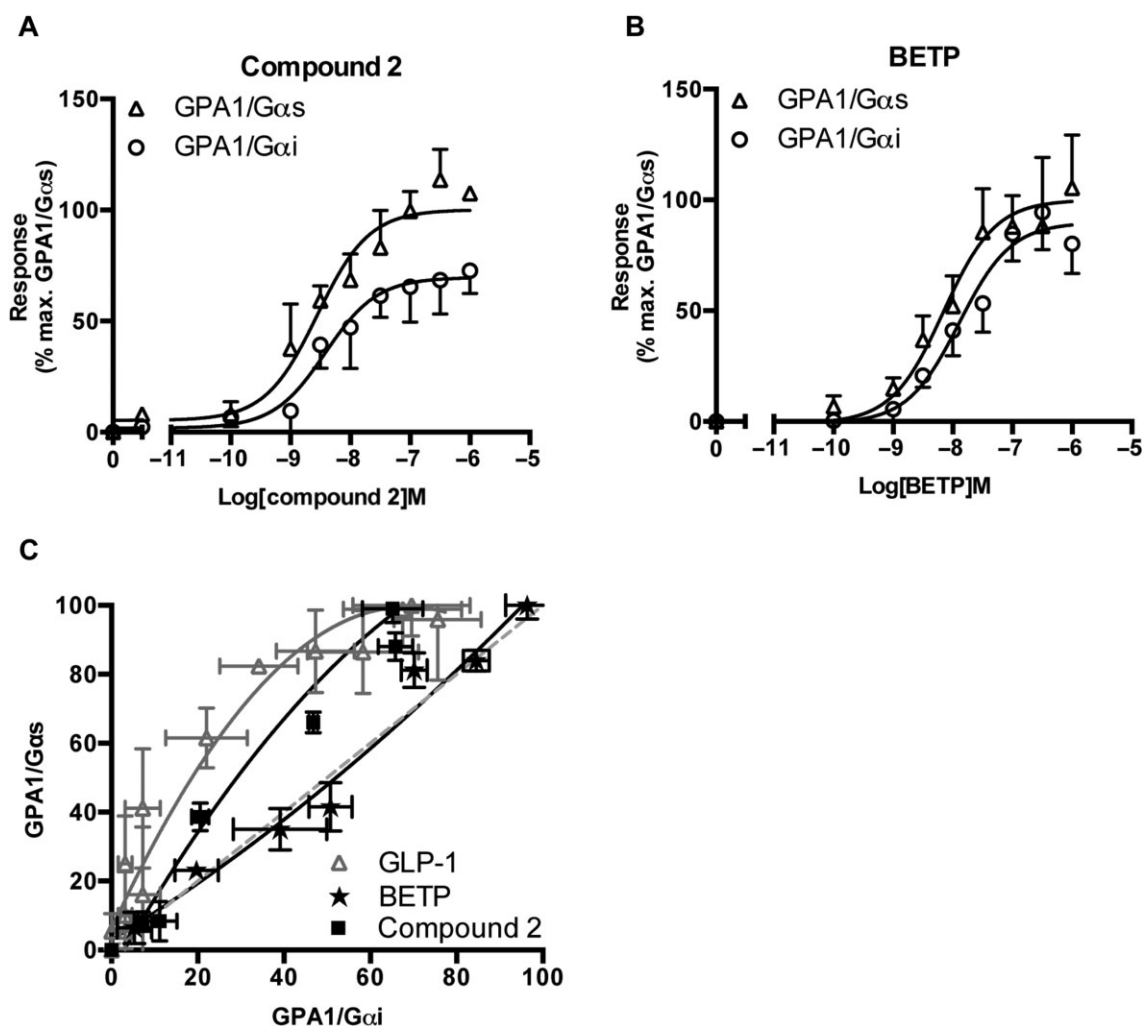 A
Compound 2
150
100
50
0
Response
(% max. GPA1/Gαs)
GPA1/Gαs
GPA1/Gαi
0 −11 −10 −9 −8 −7 −6 −5
Log[compound 2]M
B
BETP
150
100
50
0
Response
(% max. GPA1/Gαs)
GPA1/Gαs
GPA1/Gαi
0 −11 −10 −9 −8 −7 −6 −5
Log[BETP]M
C
100
80
60
40
20
0
GPA1/Gαs
GLP-1
BETP
Compound 2
0 20 40 60 80 100
GPA1/Gαi